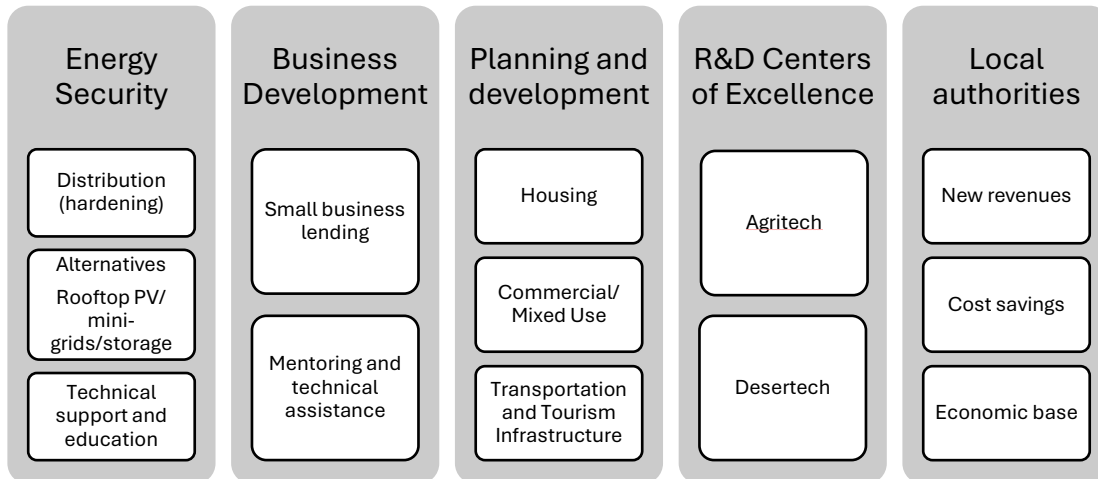 Energy
Security
Distribution
(hardening)
Alternatives
Rooftop PV/
mini-
grids/storage
Technical
support and
education
Business
Development
Small business
lending
Mentoring and
technical
assistance
Planning and
development
Housing
Commercial/
Mixed Use
Transportation
and Tourism
Infrastructure
R&D Centers
of Excellence
Agritech
Desertech
Local
authorities
New revenues
Cost savings
Economic base